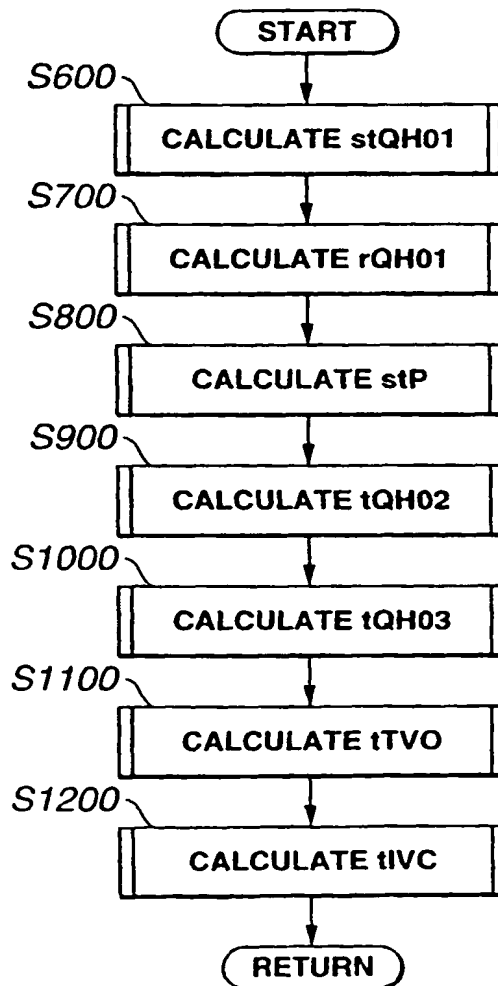 START
S600
CALCULATE stQH01
S700
CALCULATE rQH01
S800
CALCULATE stP
S900
CALCULATE tQH02
S1000
CALCULATE tQH03
S1100
CALCULATE tTVO
S1200
CALCULATE tIVC
RETURN